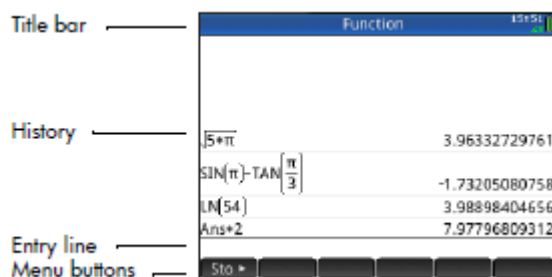 Title bar
Function
15:51
History
√5*π
3.96332729761
SIN(π)-TAN(π/3)
-1.73205080758
LN(54)
3.98898404656
Ans*2
7.97796809312
Entry line
Menu buttons
Sto ▸